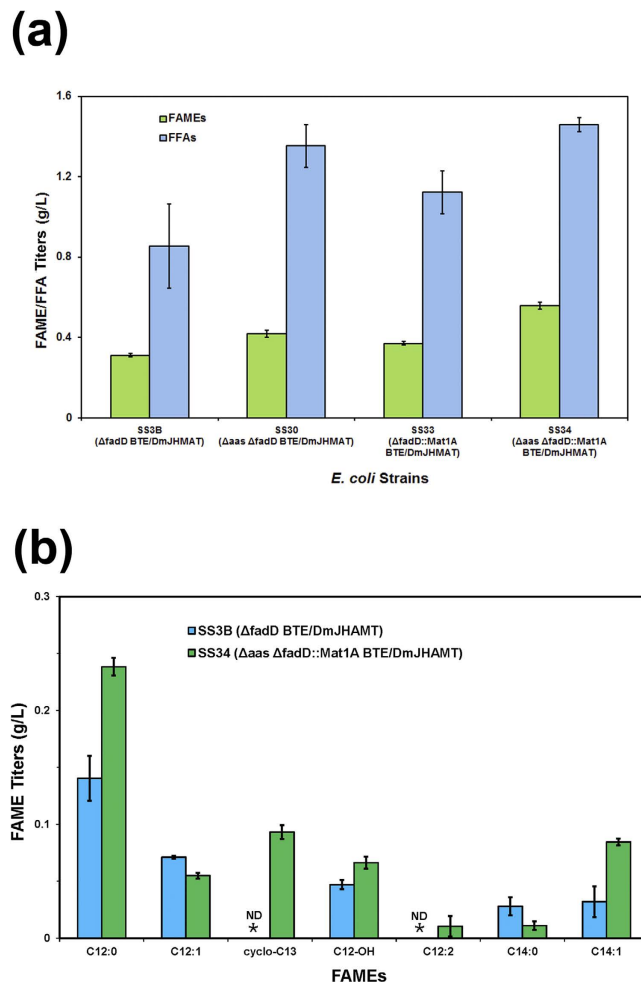 (a)
1.6
1.2
0.8
0.4
0
FAME/FFA Titers (g/L)
FAMEs
FFAs
SS3B
(ΔfadD BTE/DmJHMAT)
SS30
(Δaas ΔfadD BTE/DmJHMAT)
SS33
(ΔfadD::Mat1A
BTE/DmJHMAT)
SS34
(Δaas ΔfadD::Mat1A
BTE/DmJHMAT)
E. coli Strains
(b)
0.3
0.2
0.1
0
FAME Titers (g/L)
SS3B (ΔfadD BTE/DmJHAMT)
SS34 (Δaas ΔfadD::Mat1A BTE/DmJHAMT)
ND
*
ND
*
C12:0 C12:1 cyclo-C13 C12-OH C12:2 C14:0 C14:1
FAMEs